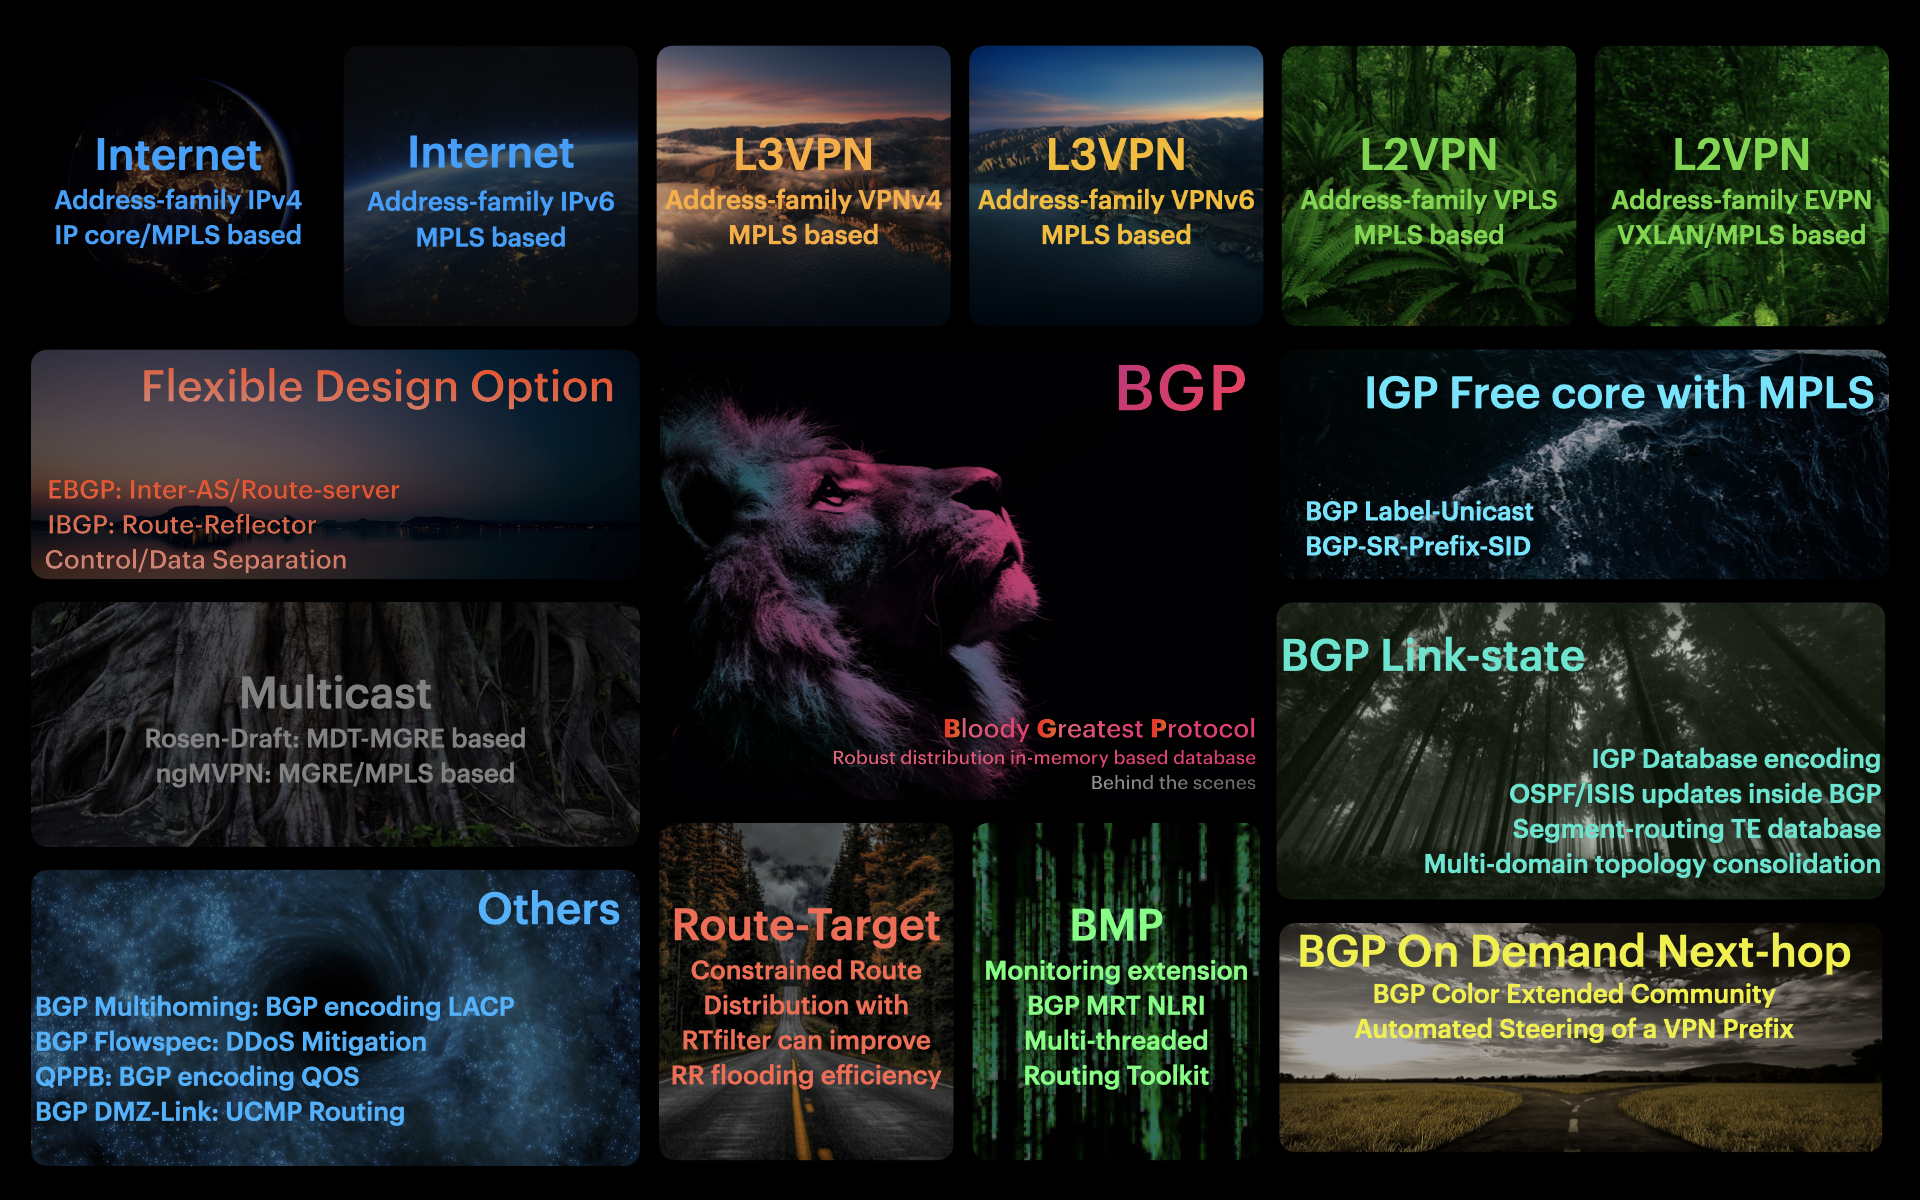 Internet
Address-family IPv4
IP core/MPLS based
Internet
Address-family IPv6
MPLS based
L3VPN
Address-family VPNv4
MPLS based
L3VPN
Address-family VPNv6
MPLS based
L2VPN
Address-family VPLS
MPLS based
L2VPN
Address-family EVPN
VXLAN/MPLS based
Flexible Design Option
EBGP: Inter-AS/Route-server
IBGP: Route-Reflector
Control/Data Separation
BGP
Bloody Greatest Protocol
Robust distribution in-memory based database
Behind the scenes
IGP Free core with MPLS
BGP Label-Unicast
BGP-SR-Prefix-SID
Multicast
Rosen-Draft: MDT-MGRE based
ngMVPN: MGRE/MPLS based
BGP Link-state
IGP Database encoding
OSPF/ISIS updates inside BGP
Segment-routing TE database
Multi-domain topology consolidation
Others
BGP Multihoming: BGP encoding LACP
BGP Flowspec: DDoS Mitigation
QPPB: BGP encoding QOS
BGP DMZ-Link: UCMP Routing
Route-Target
Constrained Route
Distribution with
RTfilter can improve
RR flooding efficiency
BMP
Monitoring extension
BGP MRT NLRI
Multi-threaded
Routing Toolkit
BGP On Demand Next-hop
BGP Color Extended Community
Automated Steering of a VPN Prefix